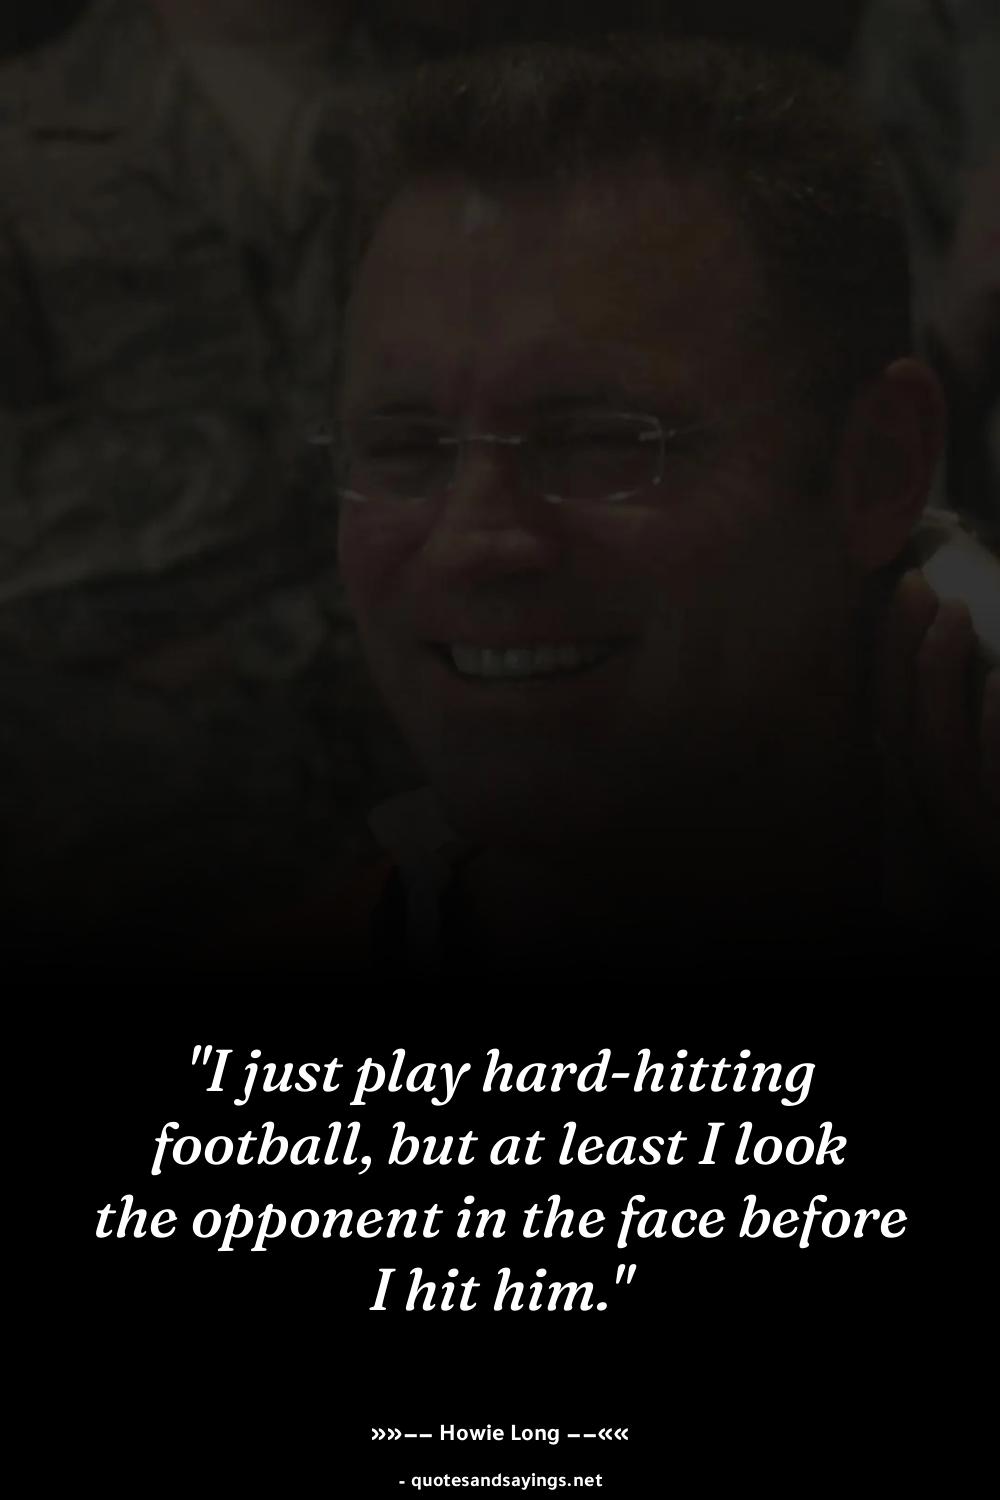 "I just play hard-hitting
football, but at least I look
the opponent in the face before
I hit him."
»»–– Howie Long ––««
- quotesandsayings.net